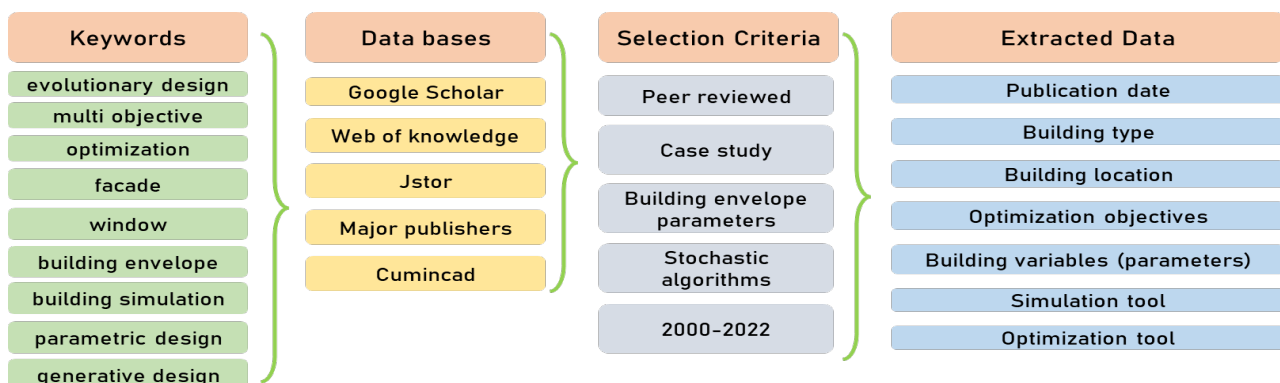 Keywords
evolutionary design
multi objective
optimization
facade
window
building envelope
building simulation
parametric design
generative design
Data bases
Google Scholar
Web of knowledge
Jstor
Major publishers
Cumincad
Selection Criteria
Peer reviewed
Case study
Building envelope
parameters
Stochastic
algorithms
2000-2022
Extracted Data
Publication date
Building type
Building location
Optimization objectives
Building variables (parameters)
Simulation tool
Optimization tool